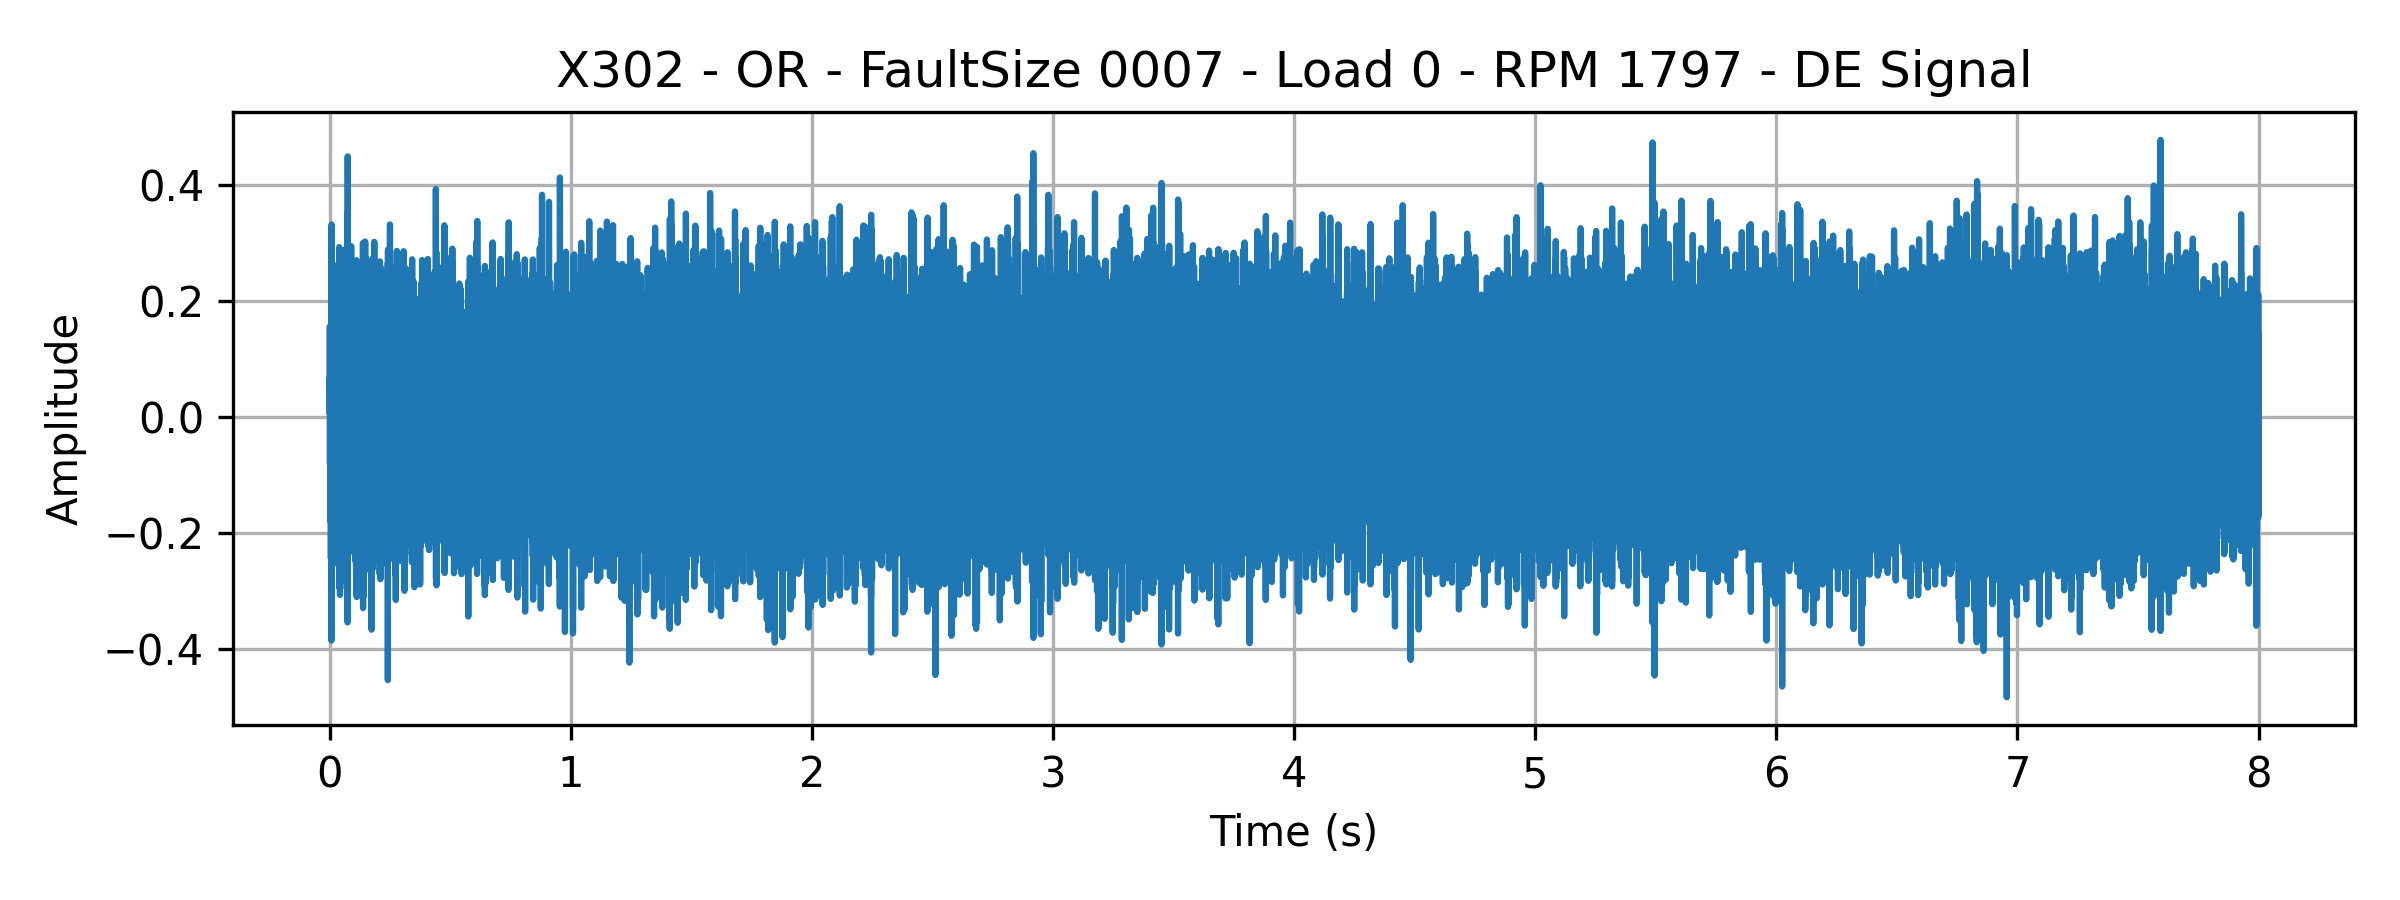 X302 - OR - FaultSize 0007 - Load 0 - RPM 1797 - DE Signal
Amplitude
0.4
0.2
0.0
−0.2
−0.4
0 1 2 3 4 5 6 7 8
Time (s)